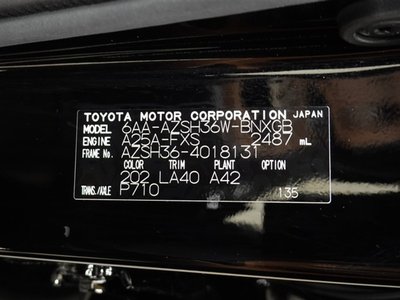 TOYOTA MOTOR CORPORATION JAPAN
MODEL 6AA-AZSH36W-BNXGB
ENGINE A25A-FXS 2487 mL
FRAME No. AZSH36-4018131
COLOR TRIM PLANT OPTION
202 LA40 A42
TRANS./AXLE P710 135